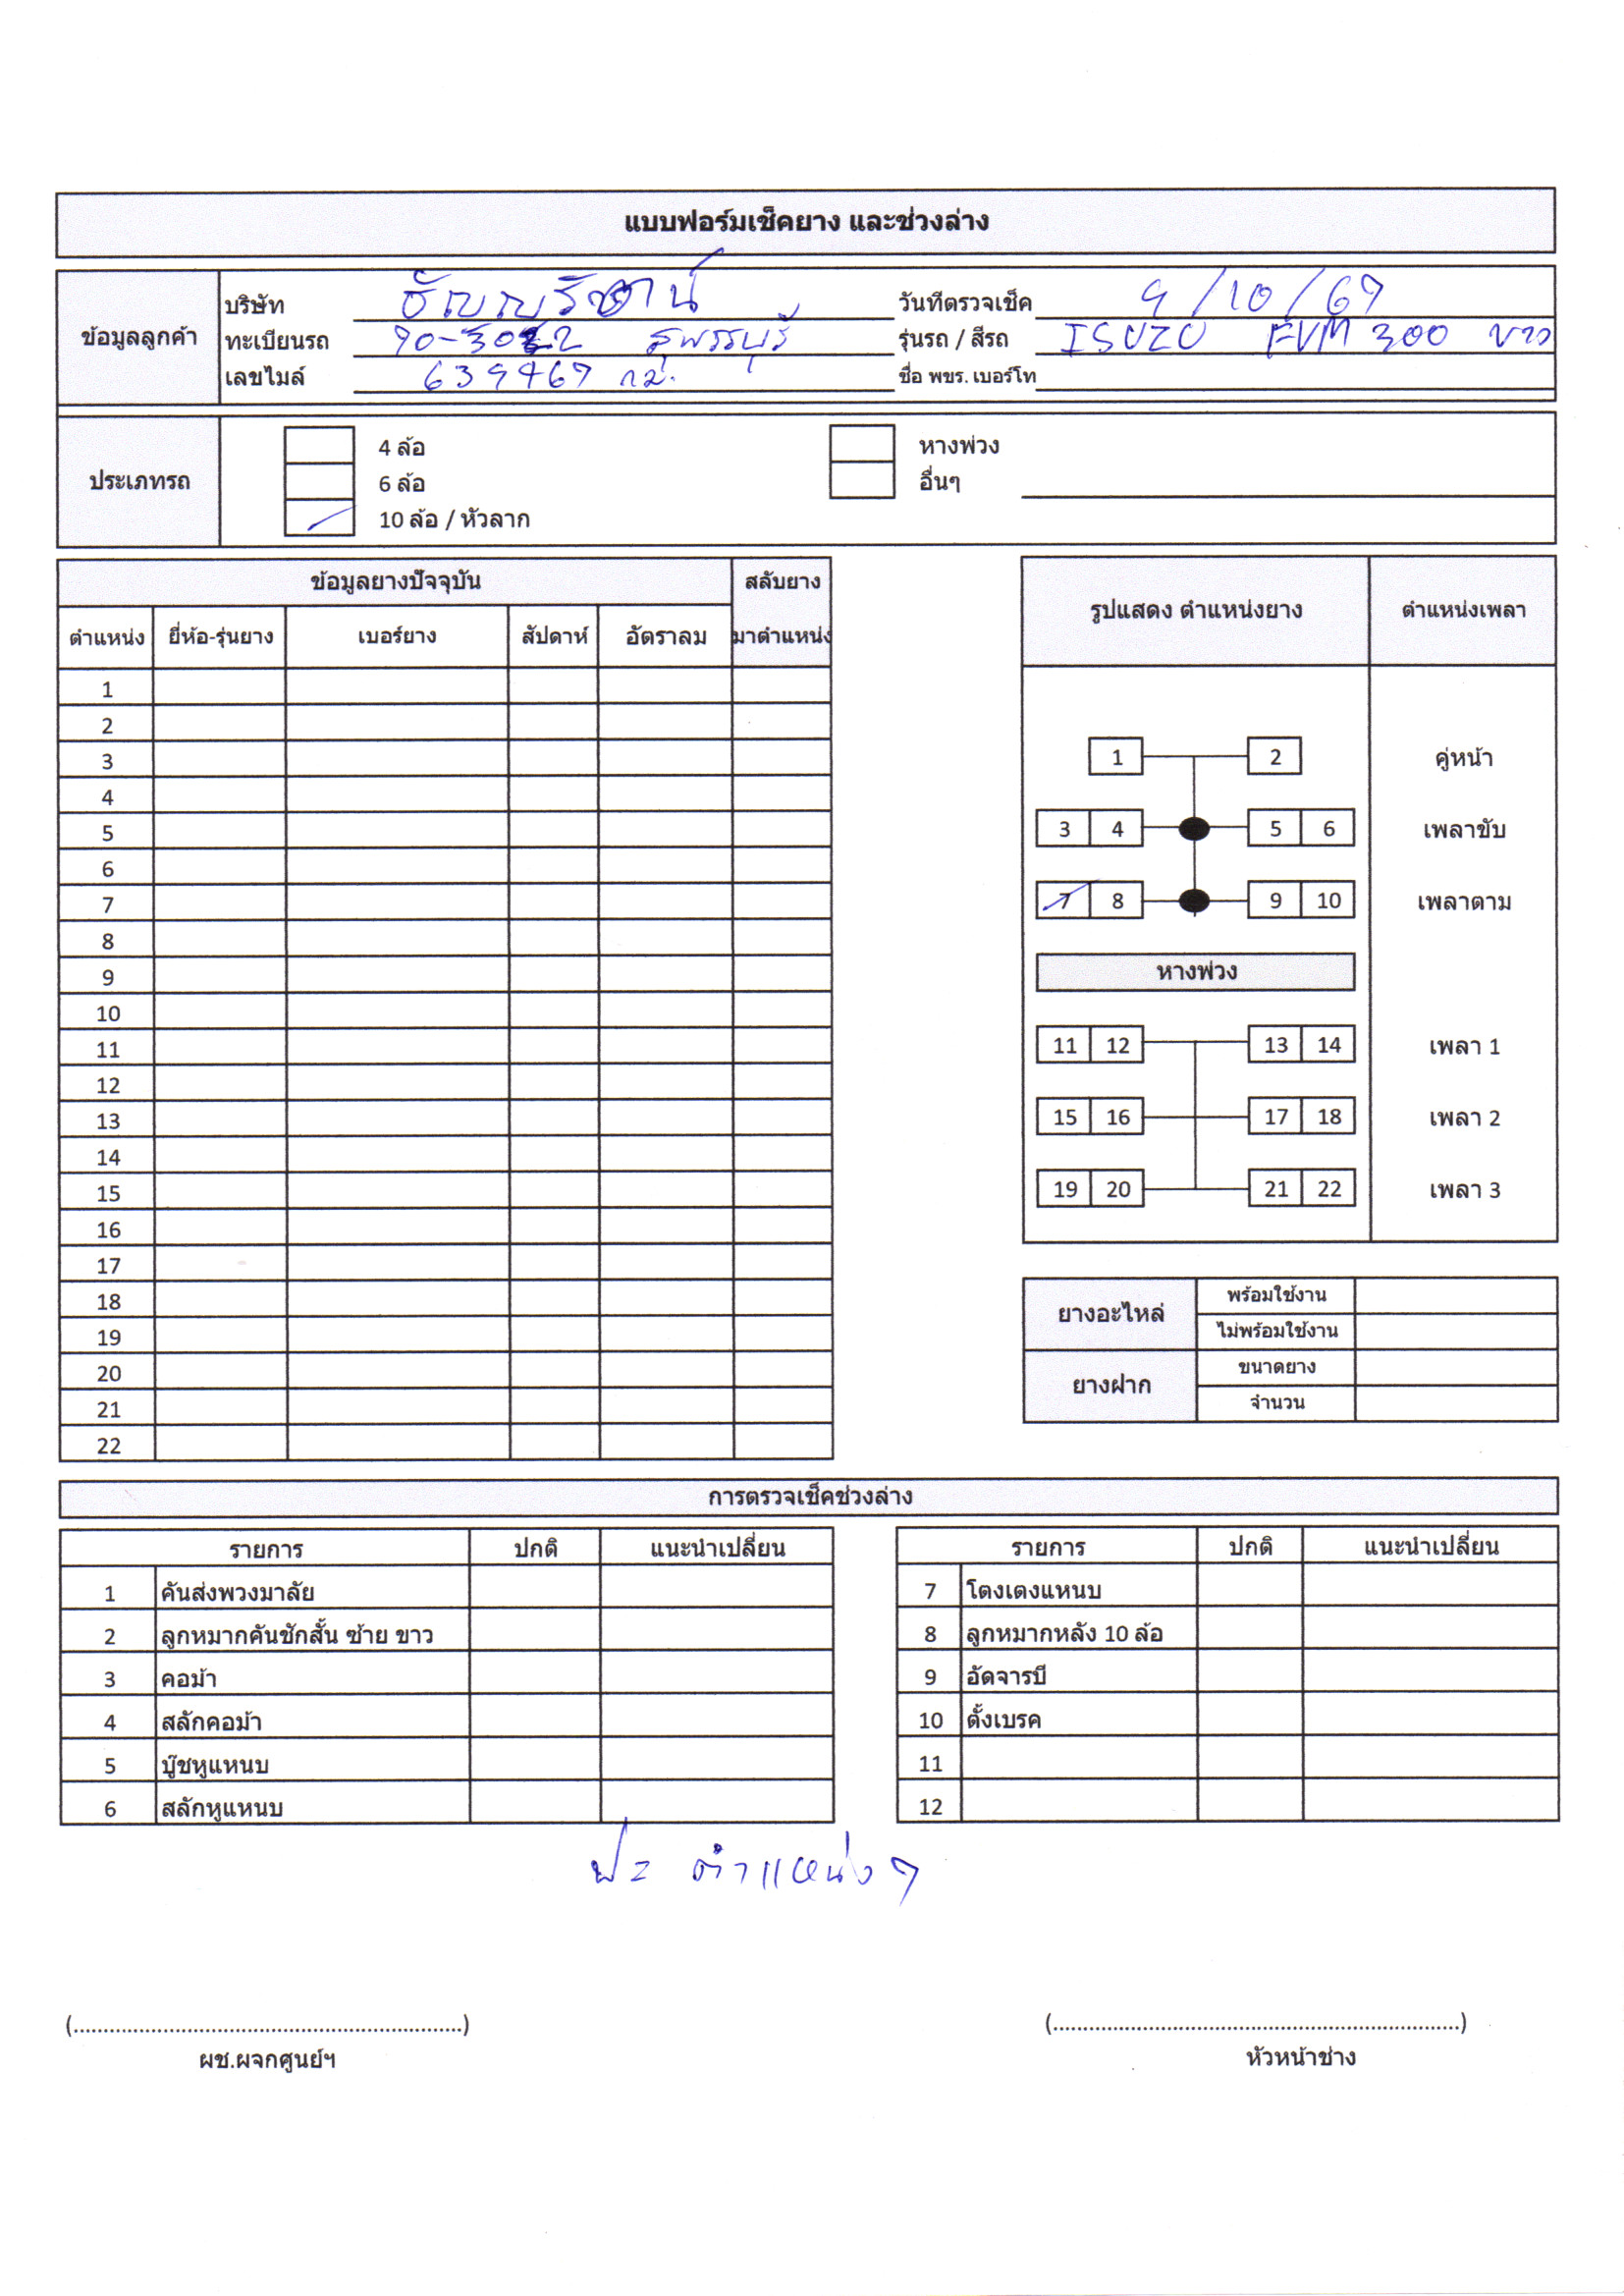 แบบฟอร์มเช็คยาง และช่วงล่าง
ข้อมูลลูกค้า
บริษัท
วันที่ตรวจเช็ค 9/10/67
ทะเบียนรถ 90- สุพรรณบุรี
รุ่นรถ / สีรถ ISUZU FVM 300 ขาว
เลขไมล์ 639467 กม.
ชื่อ พขร. เบอร์โท
ประเภทรถ
4 ล้อ
หางพ่วง
6 ล้อ
อื่นๆ
10 ล้อ / หัวลาก
ข้อมูลยางปัจจุบัน สลับยาง
ตำแหน่ง ยี่ห้อ-รุ่นยาง เบอร์ยาง สัปดาห์ อัตราลม มาตำแหน่ง
1
2
3
4
5
6
7
8
9
10
11
12
13
14
15
16
17
18
19
20
21
22
รูปแสดง ตำแหน่งยาง ตำแหน่งเพลา
1 2 คู่หน้า
3 4 5 6 เพลาขับ
7 8 9 10 เพลาตาม
หางพ่วง
11 12 13 14 เพลา 1
15 16 17 18 เพลา 2
19 20 21 22 เพลา 3
ยางอะไหล่ พร้อมใช้งาน
ไม่พร้อมใช้งาน
ยางฝาก ขนาดยาง
จำนวน
การตรวจเช็คช่วงล่าง
รายการ ปกติ แนะนำเปลี่ยน
1 คันส่งพวงมาลัย
2 ลูกหมากคันชักสั้น ซ้าย ขาว
3 คอม้า
4 สลักคอม้า
5 บู๊ชหูแหนบ
6 สลักหูแหนบ
รายการ ปกติ แนะนำเปลี่ยน
7 โตงเตงแหนบ
8 ลูกหมากหลัง 10 ล้อ
9 อัดจารบี
10 ตั้งเบรค
11
12
ปะ ตำแหน่ง 7
(.................................................................)
(.....................................................................)
ผช.ผจกศูนย์ฯ
หัวหน้าช่าง